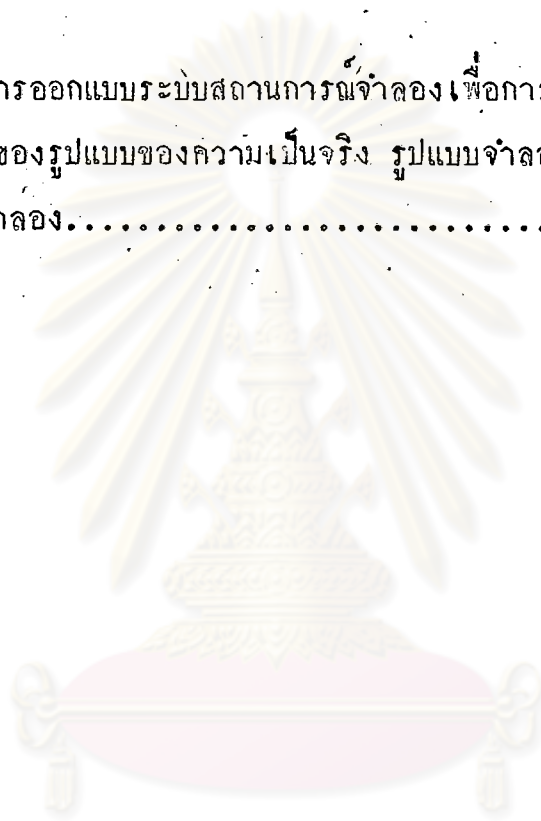 ารออกแบบระบบสถานการณ์จำลองเพื่อกา
ของรูปแบบของความเป็นจริง รูปแบบจำล
ำลอง..............................